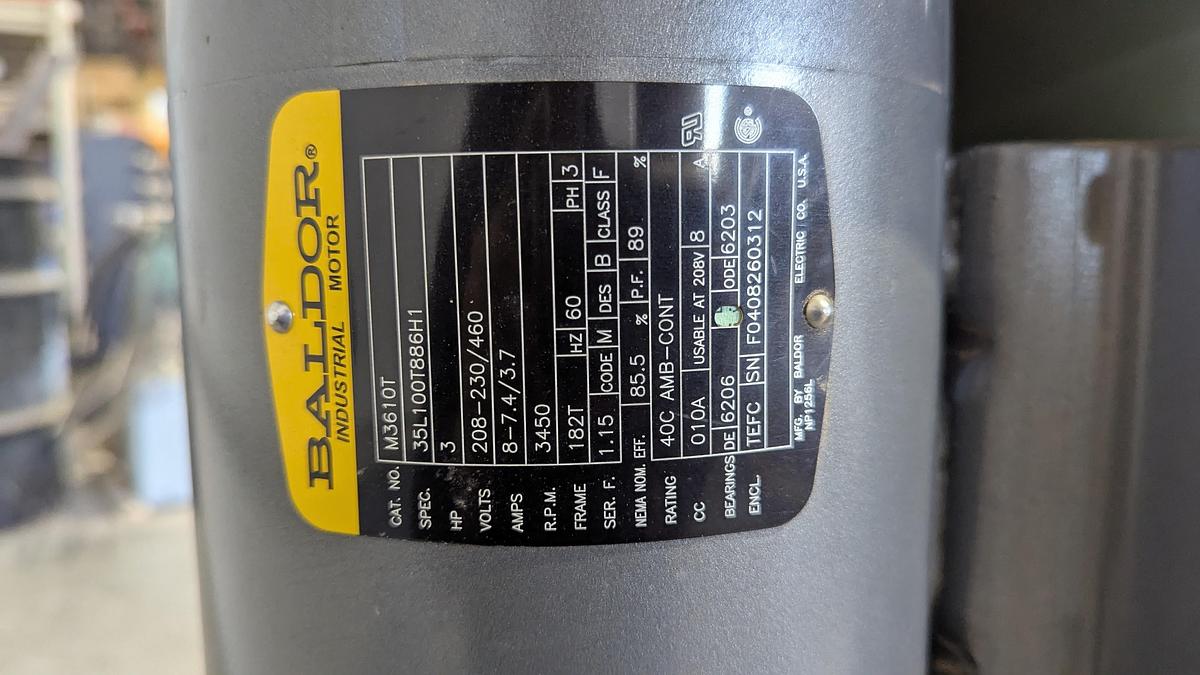 BALDOR®
INDUSTRIAL MOTOR
CAT. NO. M3610T
SPEC. 35L100T886H1
HP 3
VOLTS 208-230/460
AMPS 8-7.4/3.7
R.P.M. 3450
FRAME 182T HZ 60 PH 3
SER. F. 1.15 CODE M DES B CLASS F
NEMA NOM. EFF. 85.5 % P.F. 89 %
RATING 40C AMB-CONT
CC 010A USABLE AT 208V 8 A
BEARINGS DE 6206 ODE 6203
ENCL TEFC SN F0408260312
MFG. BY BALDOR ELECTRIC CO. U.S.A.
NP1256L